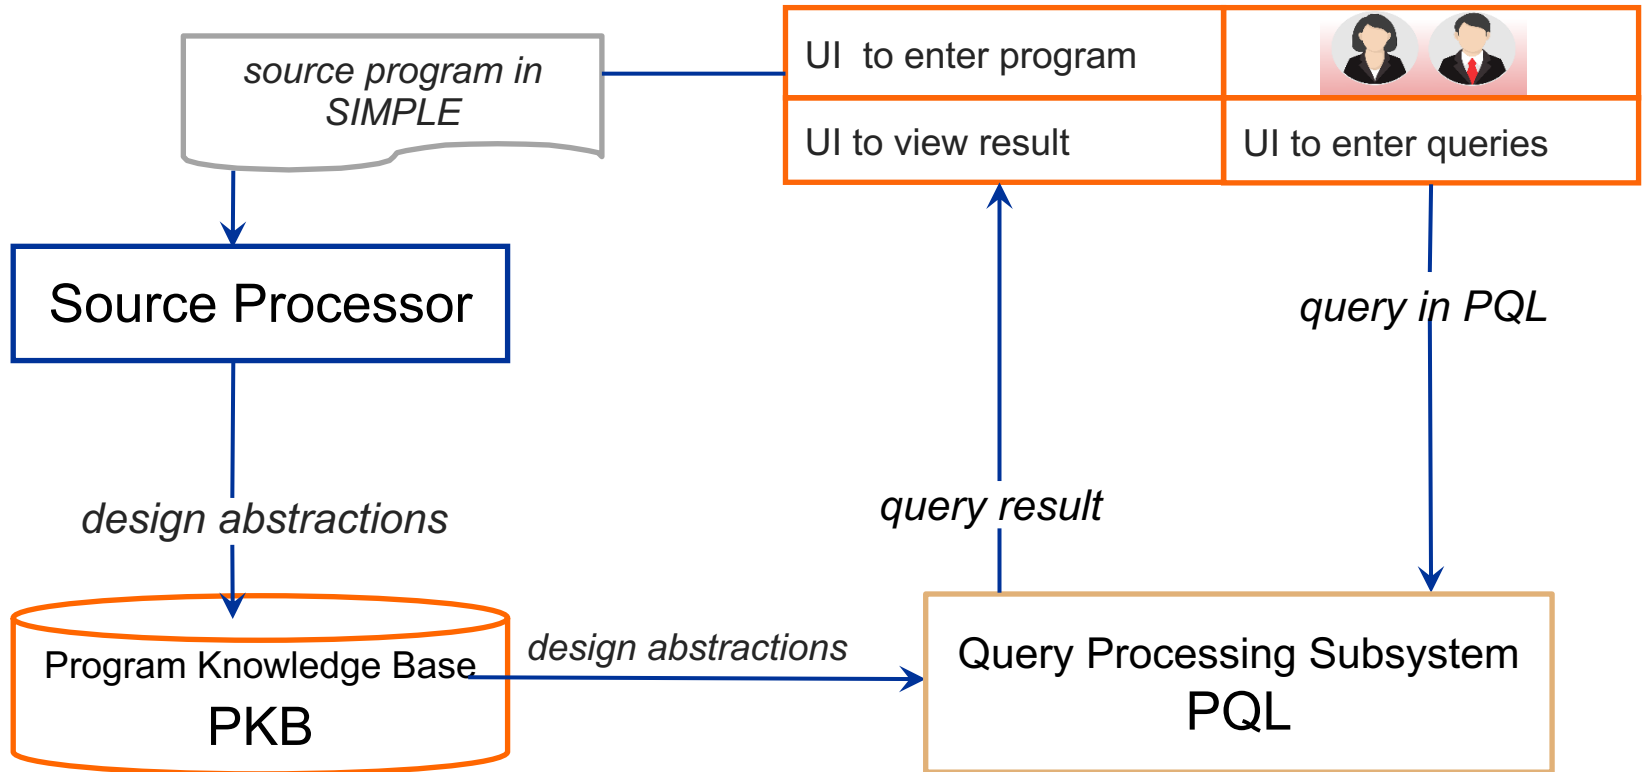 source program in
SIMPLE
UI to enter program
UI to view result
UI to enter queries
Source Processor
query in PQL
design abstractions
query result
Program Knowledge Base
PKB
design abstractions
Query Processing Subsystem
PQL